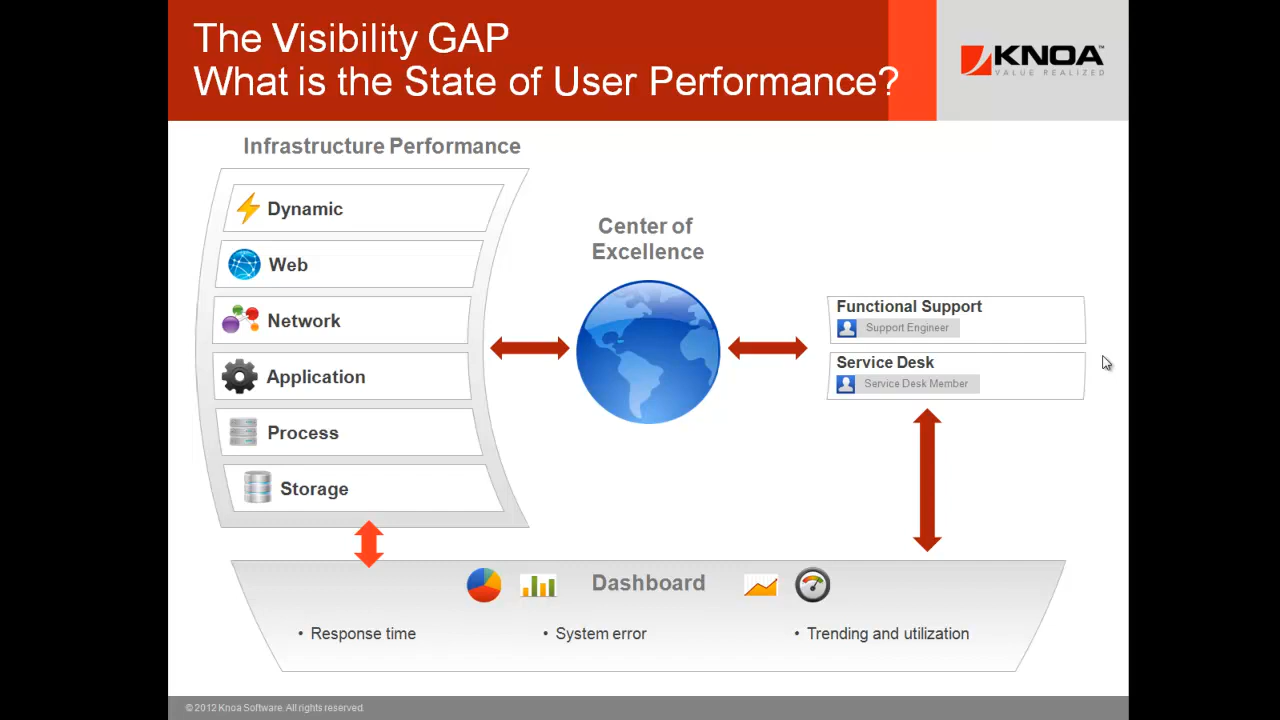 The Visibility GAP
What is the State of User Performance?
KNOA™
VALUE REALIZED
Infrastructure Performance
Dynamic
Web
Network
Application
Process
Storage
Center of
Excellence
Functional Support
Support Engineer
Service Desk
Service Desk Member
Dashboard
• Response time
• System error
• Trending and utilization
© 2012 Knoa Software. All rights reserved.